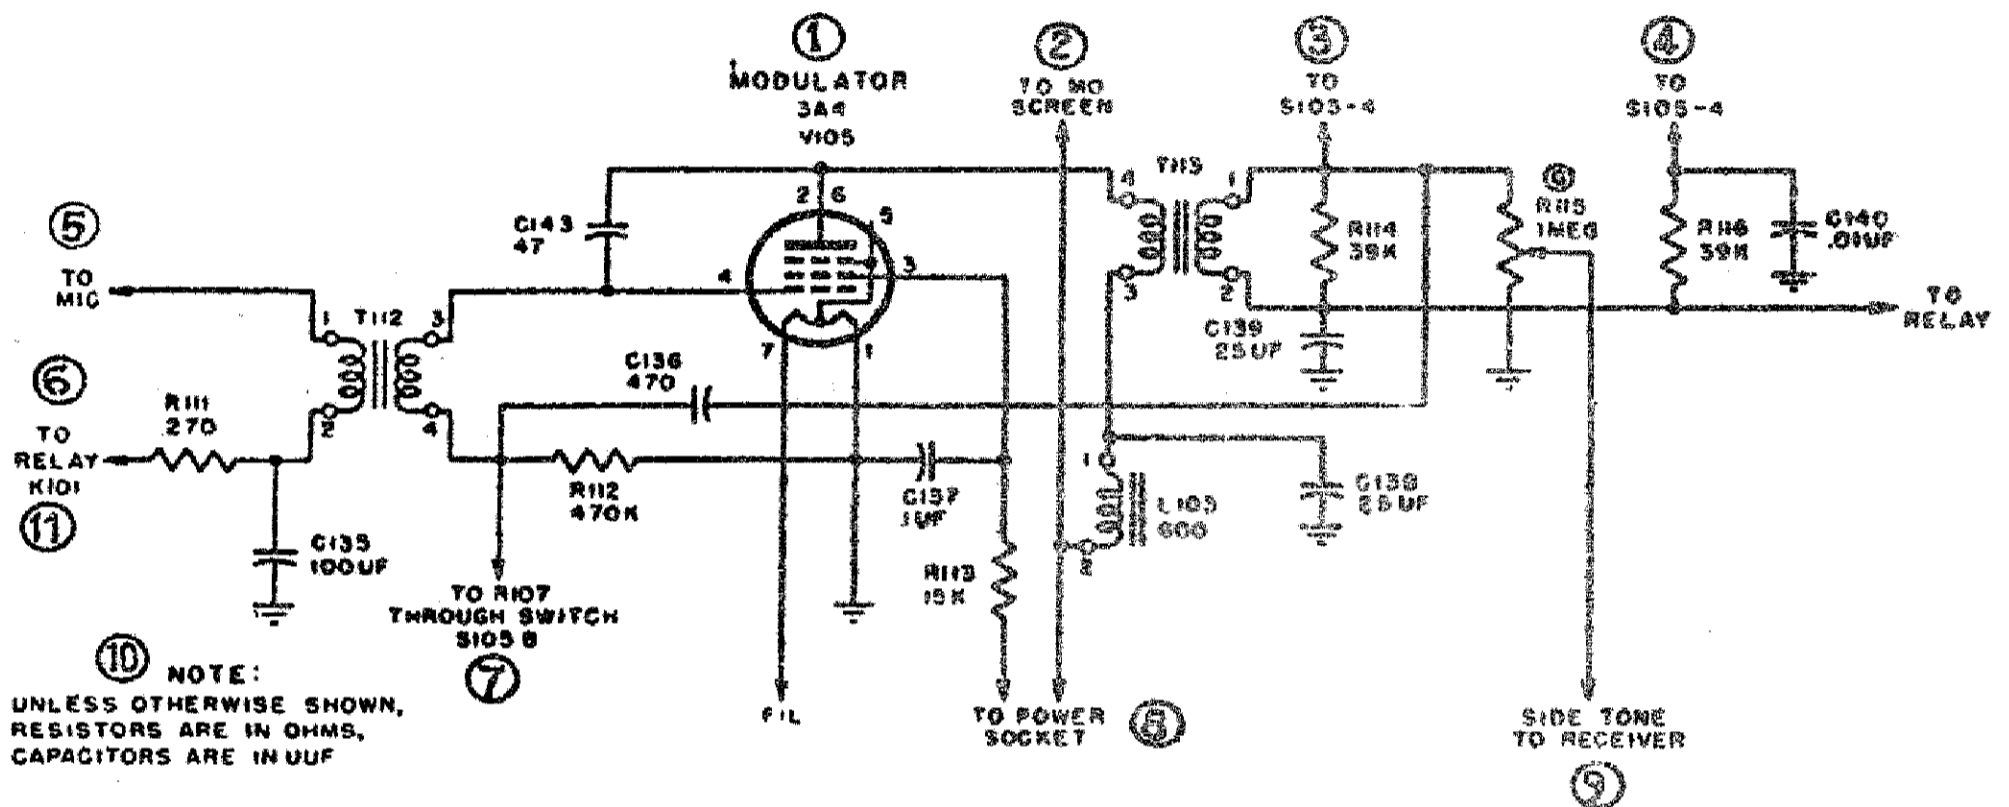 ①
MODULATOR
3A4
V105
②
TO MO
SCREEN
③
TO
S103-4
④
TO
S105-4
⑤
TO
MIC
⑥
TO
RELAY
K101
⑪
R111
270
C135
100UF
1
2
T112
3
4
C143
47
4
2 6
5
3
7
1
C136
470
R112
470K
C137
R113
15K
TO R107
THROUGH SWITCH
S105B
⑦
FIL
TO POWER
SOCKET
⑧
T113
4
3
1
2
R114
39K
C139
25UF
R115
1MEG
R116
39K
C140
.01UF
TO
RELAY
1
2
L103
C138
25UF
SIDE TONE
TO RECEIVER
⑨
⑩ NOTE:
UNLESS OTHERWISE SHOWN,
RESISTORS ARE IN OHMS,
CAPACITORS ARE IN UUF